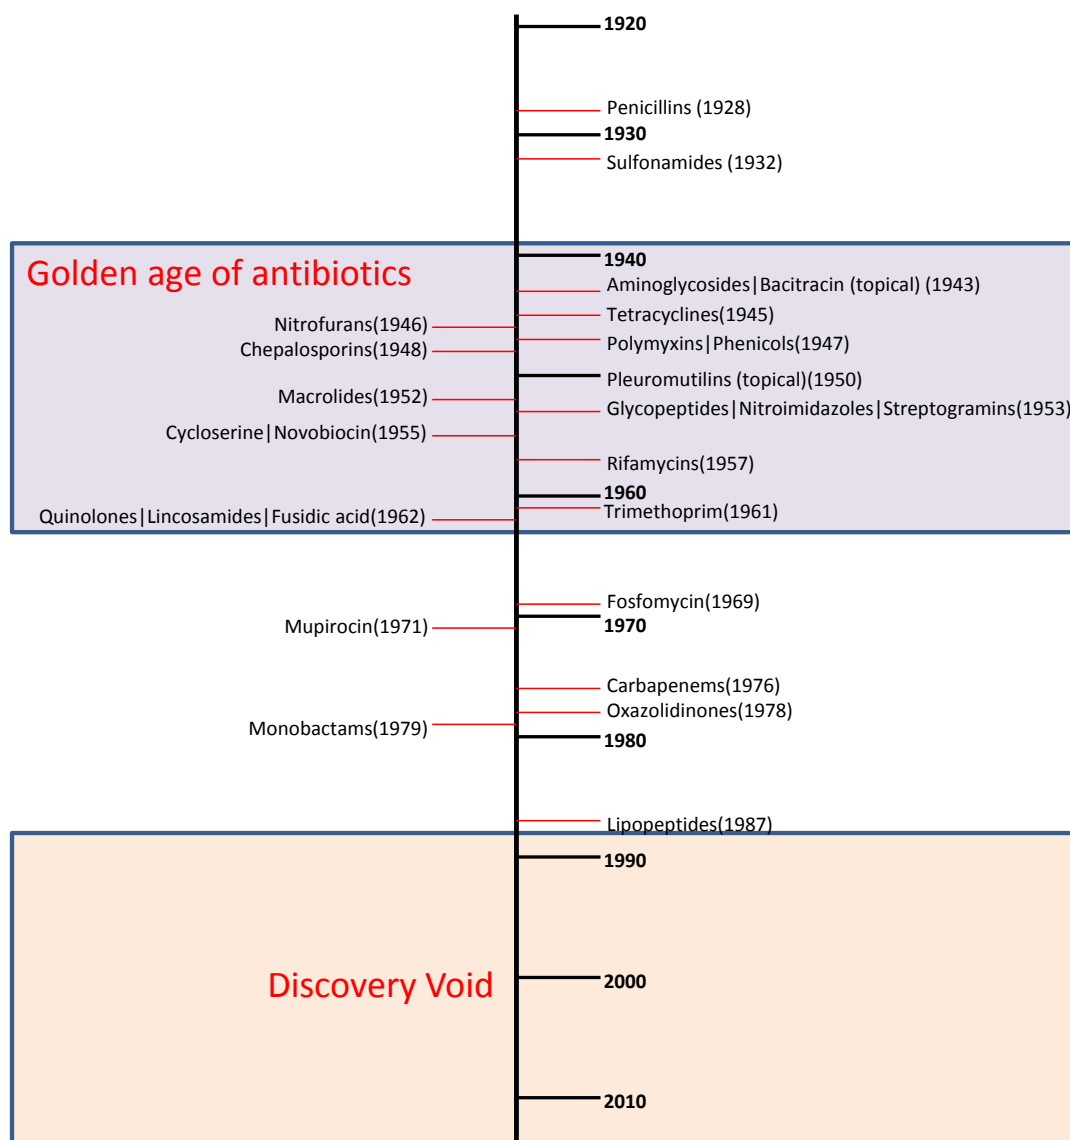 1920
Penicillins (1928)
1930
Sulfonamides (1932)
Golden age of antibiotics
1940
Aminoglycosides|Bacitracin (topical) (1943)
Tetracyclines(1945)
Nitrofurans(1946)
Polymyxins|Phenicols(1947)
Chepalosporins(1948)
Pleuromutilins (topical)(1950)
Macrolides(1952)
Glycopeptides|Nitroimidazoles|Streptogramins(1953)
Cycloserine|Novobiocin(1955)
Rifamycins(1957)
1960
Trimethoprim(1961)
Quinolones|Lincosamides|Fusidic acid(1962)
Fosfomycin(1969)
1970
Mupirocin(1971)
Carbapenems(1976)
Oxazolidinones(1978)
Monobactams(1979)
1980
Lipopeptides(1987)
1990
Discovery Void
2000
2010